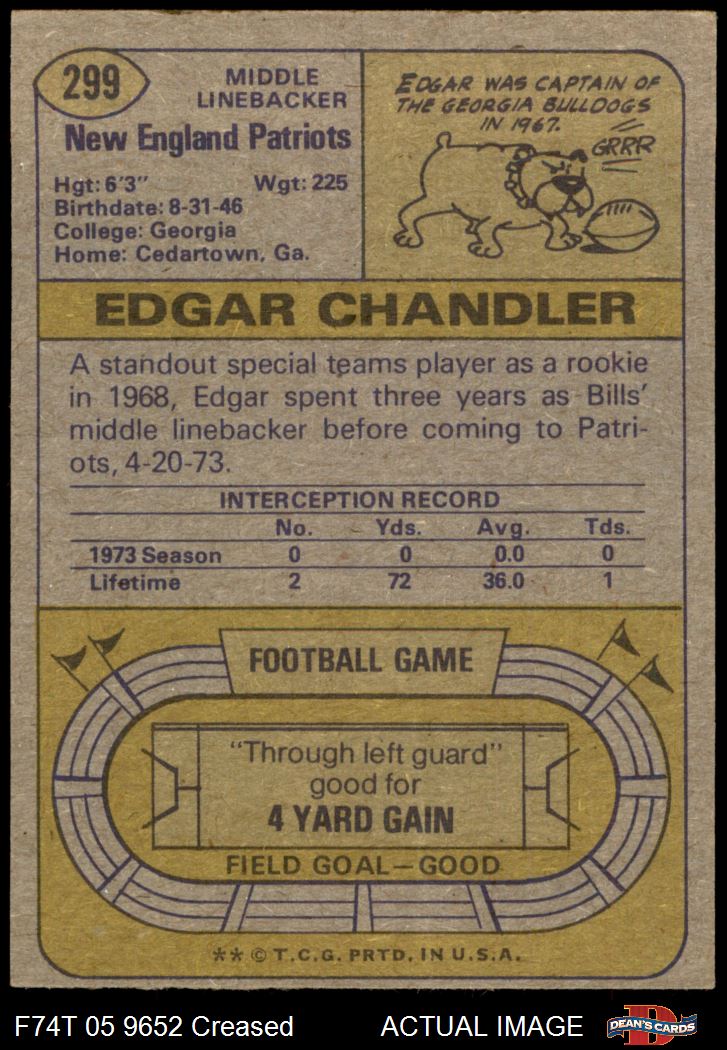 299
MIDDLE
LINEBACKER
New England Patriots
Hgt: 6'3" Wgt: 225
Birthdate: 8-31-46
College: Georgia
Home: Cedartown, Ga.
EDGAR WAS CAPTAIN OF
THE GEORGIA BULLDOGS
IN 1967.
GRRR
EDGAR CHANDLER
A standout special teams player as a rookie
in 1968, Edgar spent three years as Bills'
middle linebacker before coming to Patri-
ots, 4-20-73.
INTERCEPTION RECORD
No. Yds. Avg. Tds.
1973 Season 0 0 0.0 0
Lifetime 2 72 36.0 1
FOOTBALL GAME
"Through left guard"
good for
4 YARD GAIN
FIELD GOAL—GOOD
** © T.C.G. PRTD. IN U.S.A.
F74T 05 9652 Creased ACTUAL IMAGE
D
DEAN'S CARDS